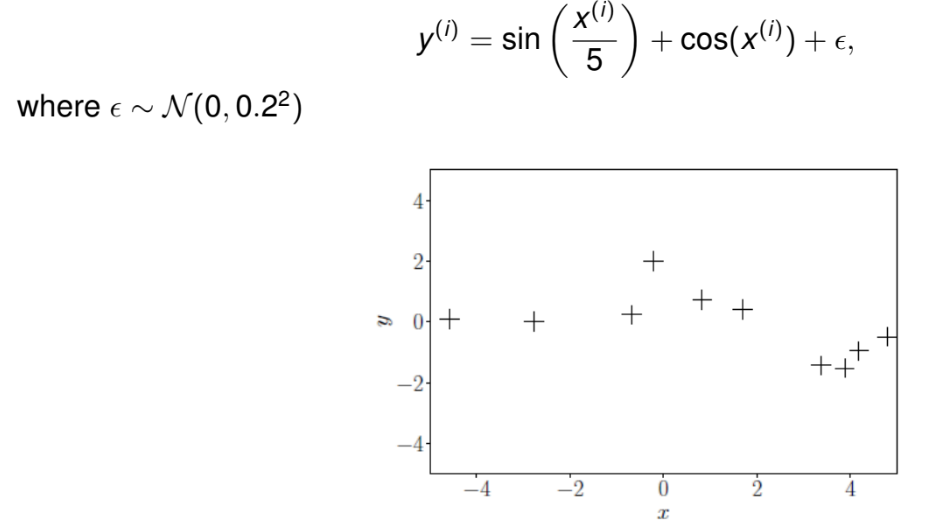 y^{(i)} = sin(x^{(i)}/5) + cos(x^{(i)}) + ϵ,
where ϵ ∼ 𝒩(0, 0.2²)
4
2
0
−2
−4
y
−4 −2 0 2 4
x